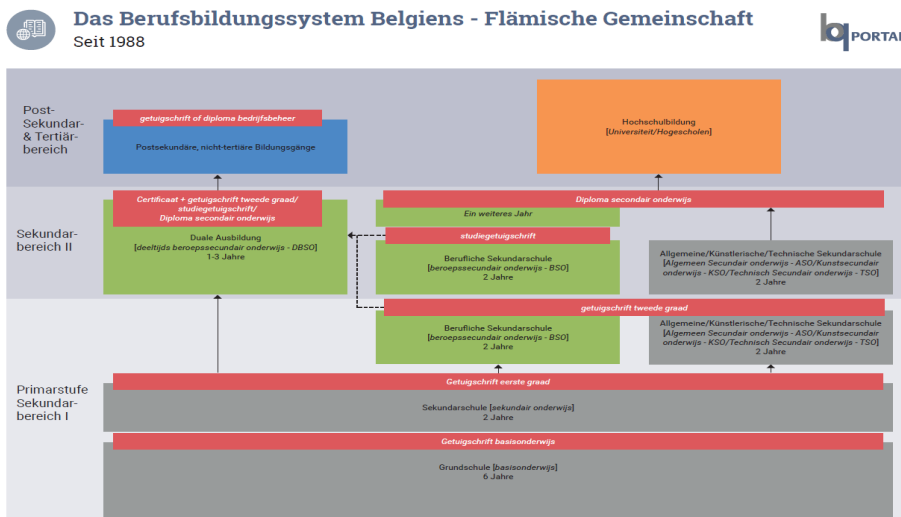 Das Berufsbildungssystem Belgiens - Flämische Gemeinschaft
Seit 1988
bq PORTAL
Post-
Sekundar-
& Tertiär-
bereich
getuigschrift of diploma bedrijfsbeheer
Postsekundäre, nicht-tertiäre Bildungsgänge
Hochschulbildung
[Universiteit/Hogescholen]
Sekundar-
bereich II
Certificaat + getuigschrift tweede graad/
studiegetuigschrift/
Diploma secondair onderwijs
Duale Ausbildung
[deeltijds beroepssecundair onderwijs - DBSO]
1-3 Jahre
Diploma secondair onderwijs
Ein weiteres Jahr
studiegetuigschrift
Berufliche Sekundarschule
[beroepssecundair onderwijs - BSO]
2 Jahre
Allgemeine/Künstlerische/Technische Sekundarschule
[Algemeen Secundair onderwijs - ASO/Kunstsecundair
onderwijs - KSO/Technisch Secundair onderwijs - TSO]
2 Jahre
getuigschrift tweede graad
Berufliche Sekundarschule
[beroepssecundair onderwijs - BSO]
2 Jahre
Allgemeine/Künstlerische/Technische Sekundarschule
[Algemeen Secundair onderwijs - ASO/Kunstsecundair
onderwijs - KSO/Technisch Secundair onderwijs - TSO]
2 Jahre
Primarstufe
Sekundar-
bereich I
Getuigschrift eerste graad
Sekundarschule [sekundair onderwijs]
2 Jahre
Getuigschrift basisonderwijs
Grundschule [basisonderwijs]
6 Jahre